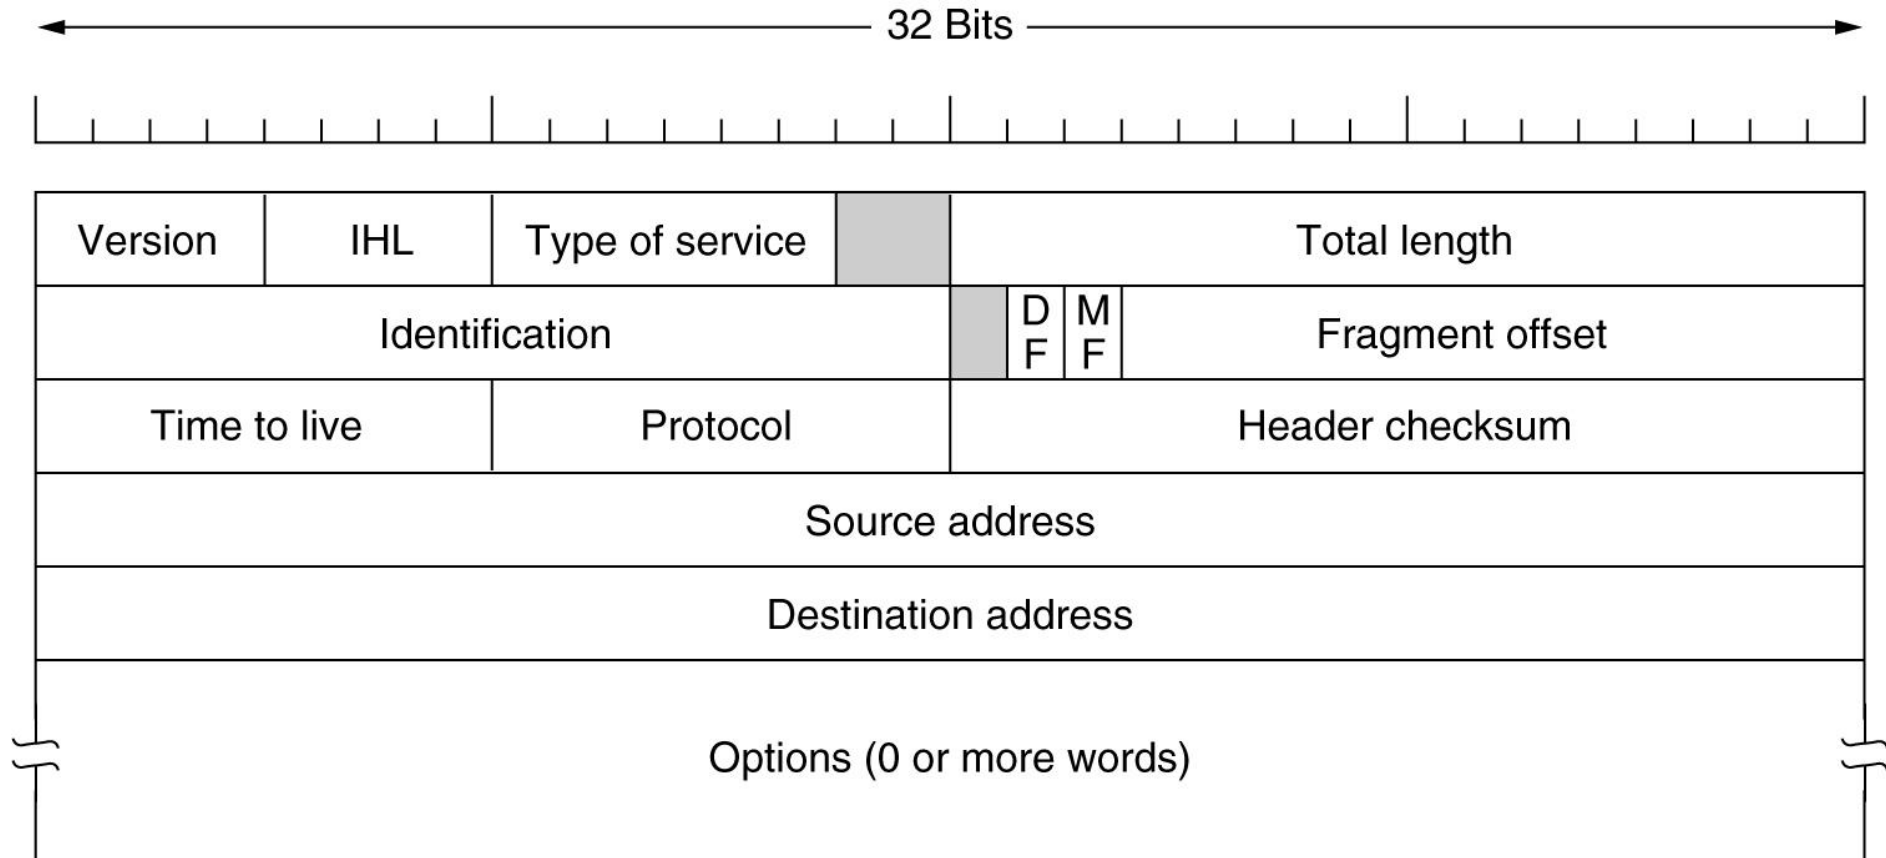 32 Bits
Version IHL Type of service Total length
Identification D F M F Fragment offset
Time to live Protocol Header checksum
Source address
Destination address
Options (0 or more words)